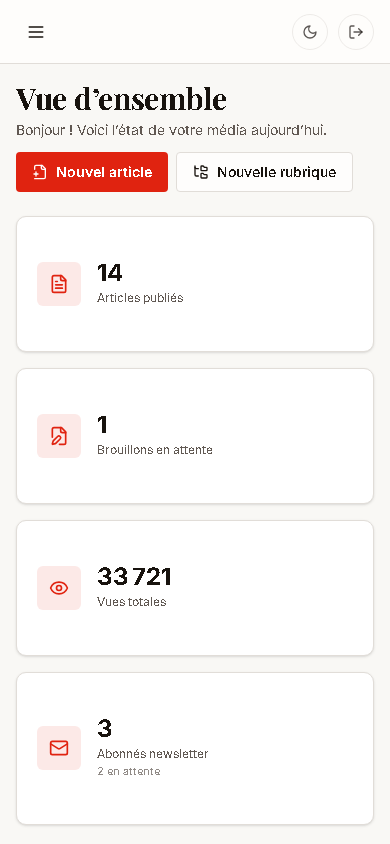 Vue d’ensemble
Bonjour ! Voici l’état de votre média aujourd’hui.
Nouvel article
Nouvelle rubrique
14
Articles publiés
1
Brouillons en attente
33 721
Vues totales
3
Abonnés newsletter
2 en attente